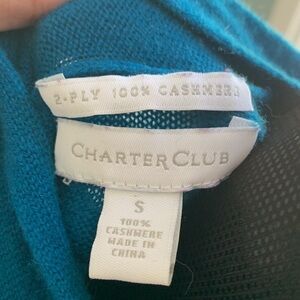 2-PLY 100% CASHMERE
CHARTER CLUB
S
100%
CASHMERE
MADE IN
CHINA